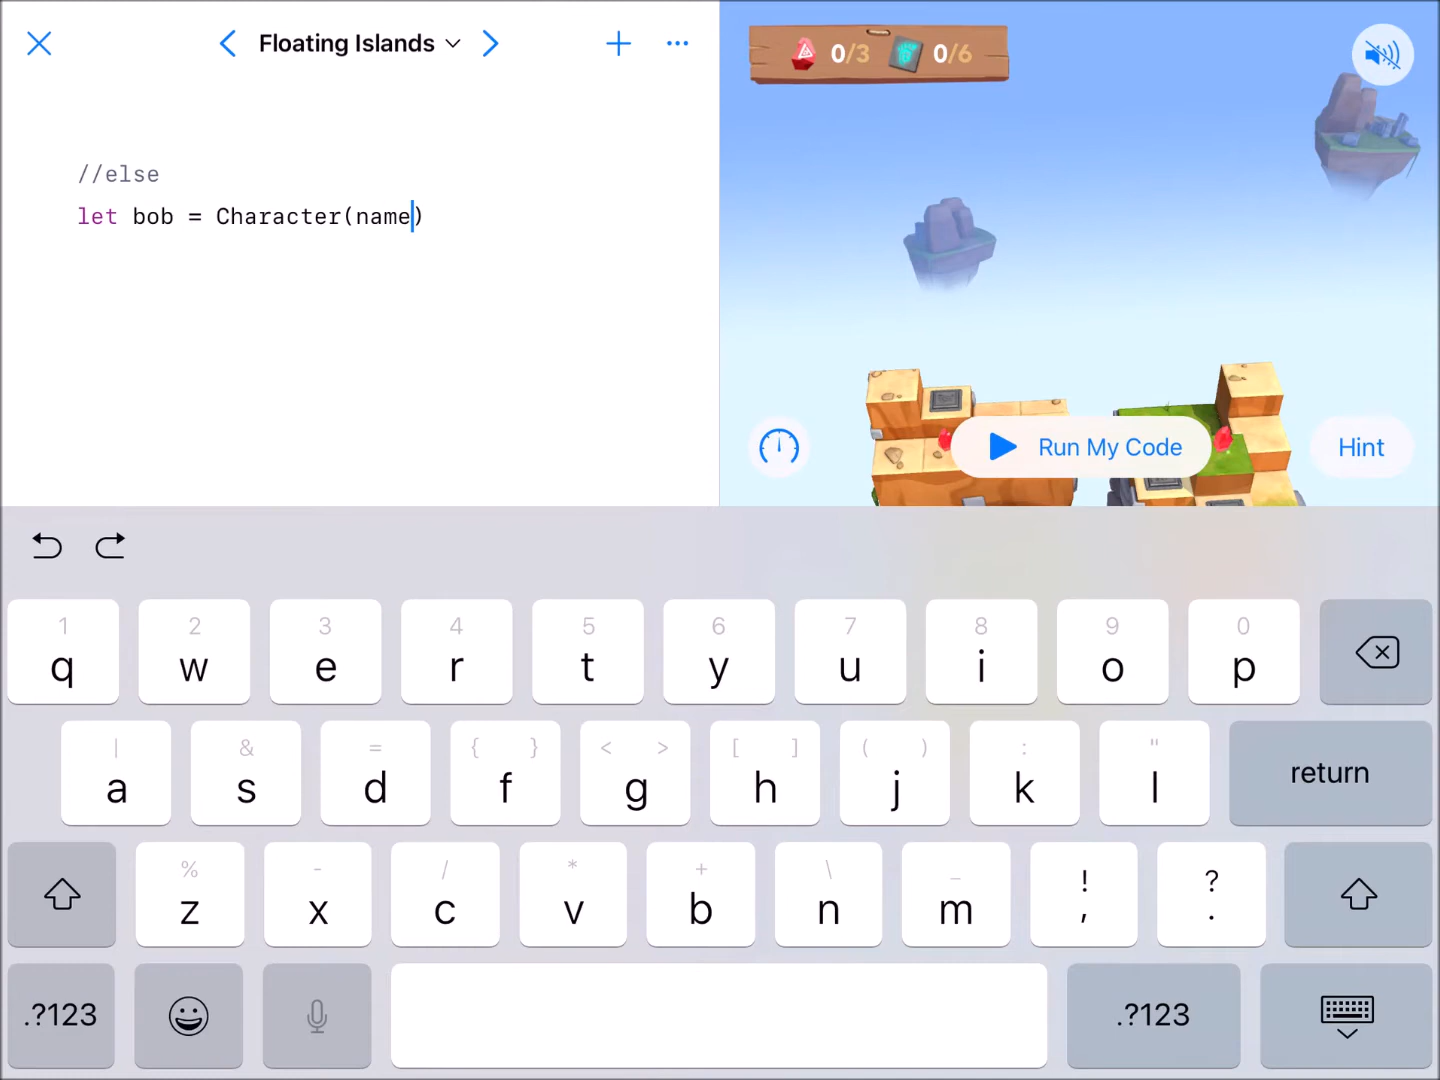 Floating Islands
0/3 0/6
//else
let bob = Character(name)
Run My Code
Hint
1 2 3 4 5 6 7 8 9 0
q w e r t y u i o p
| & = { } < > [ ] ( ) : "
a s d f g h j k l return
% - / * + \ _ ! ?
z x c v b n m , .
.?123 .?123